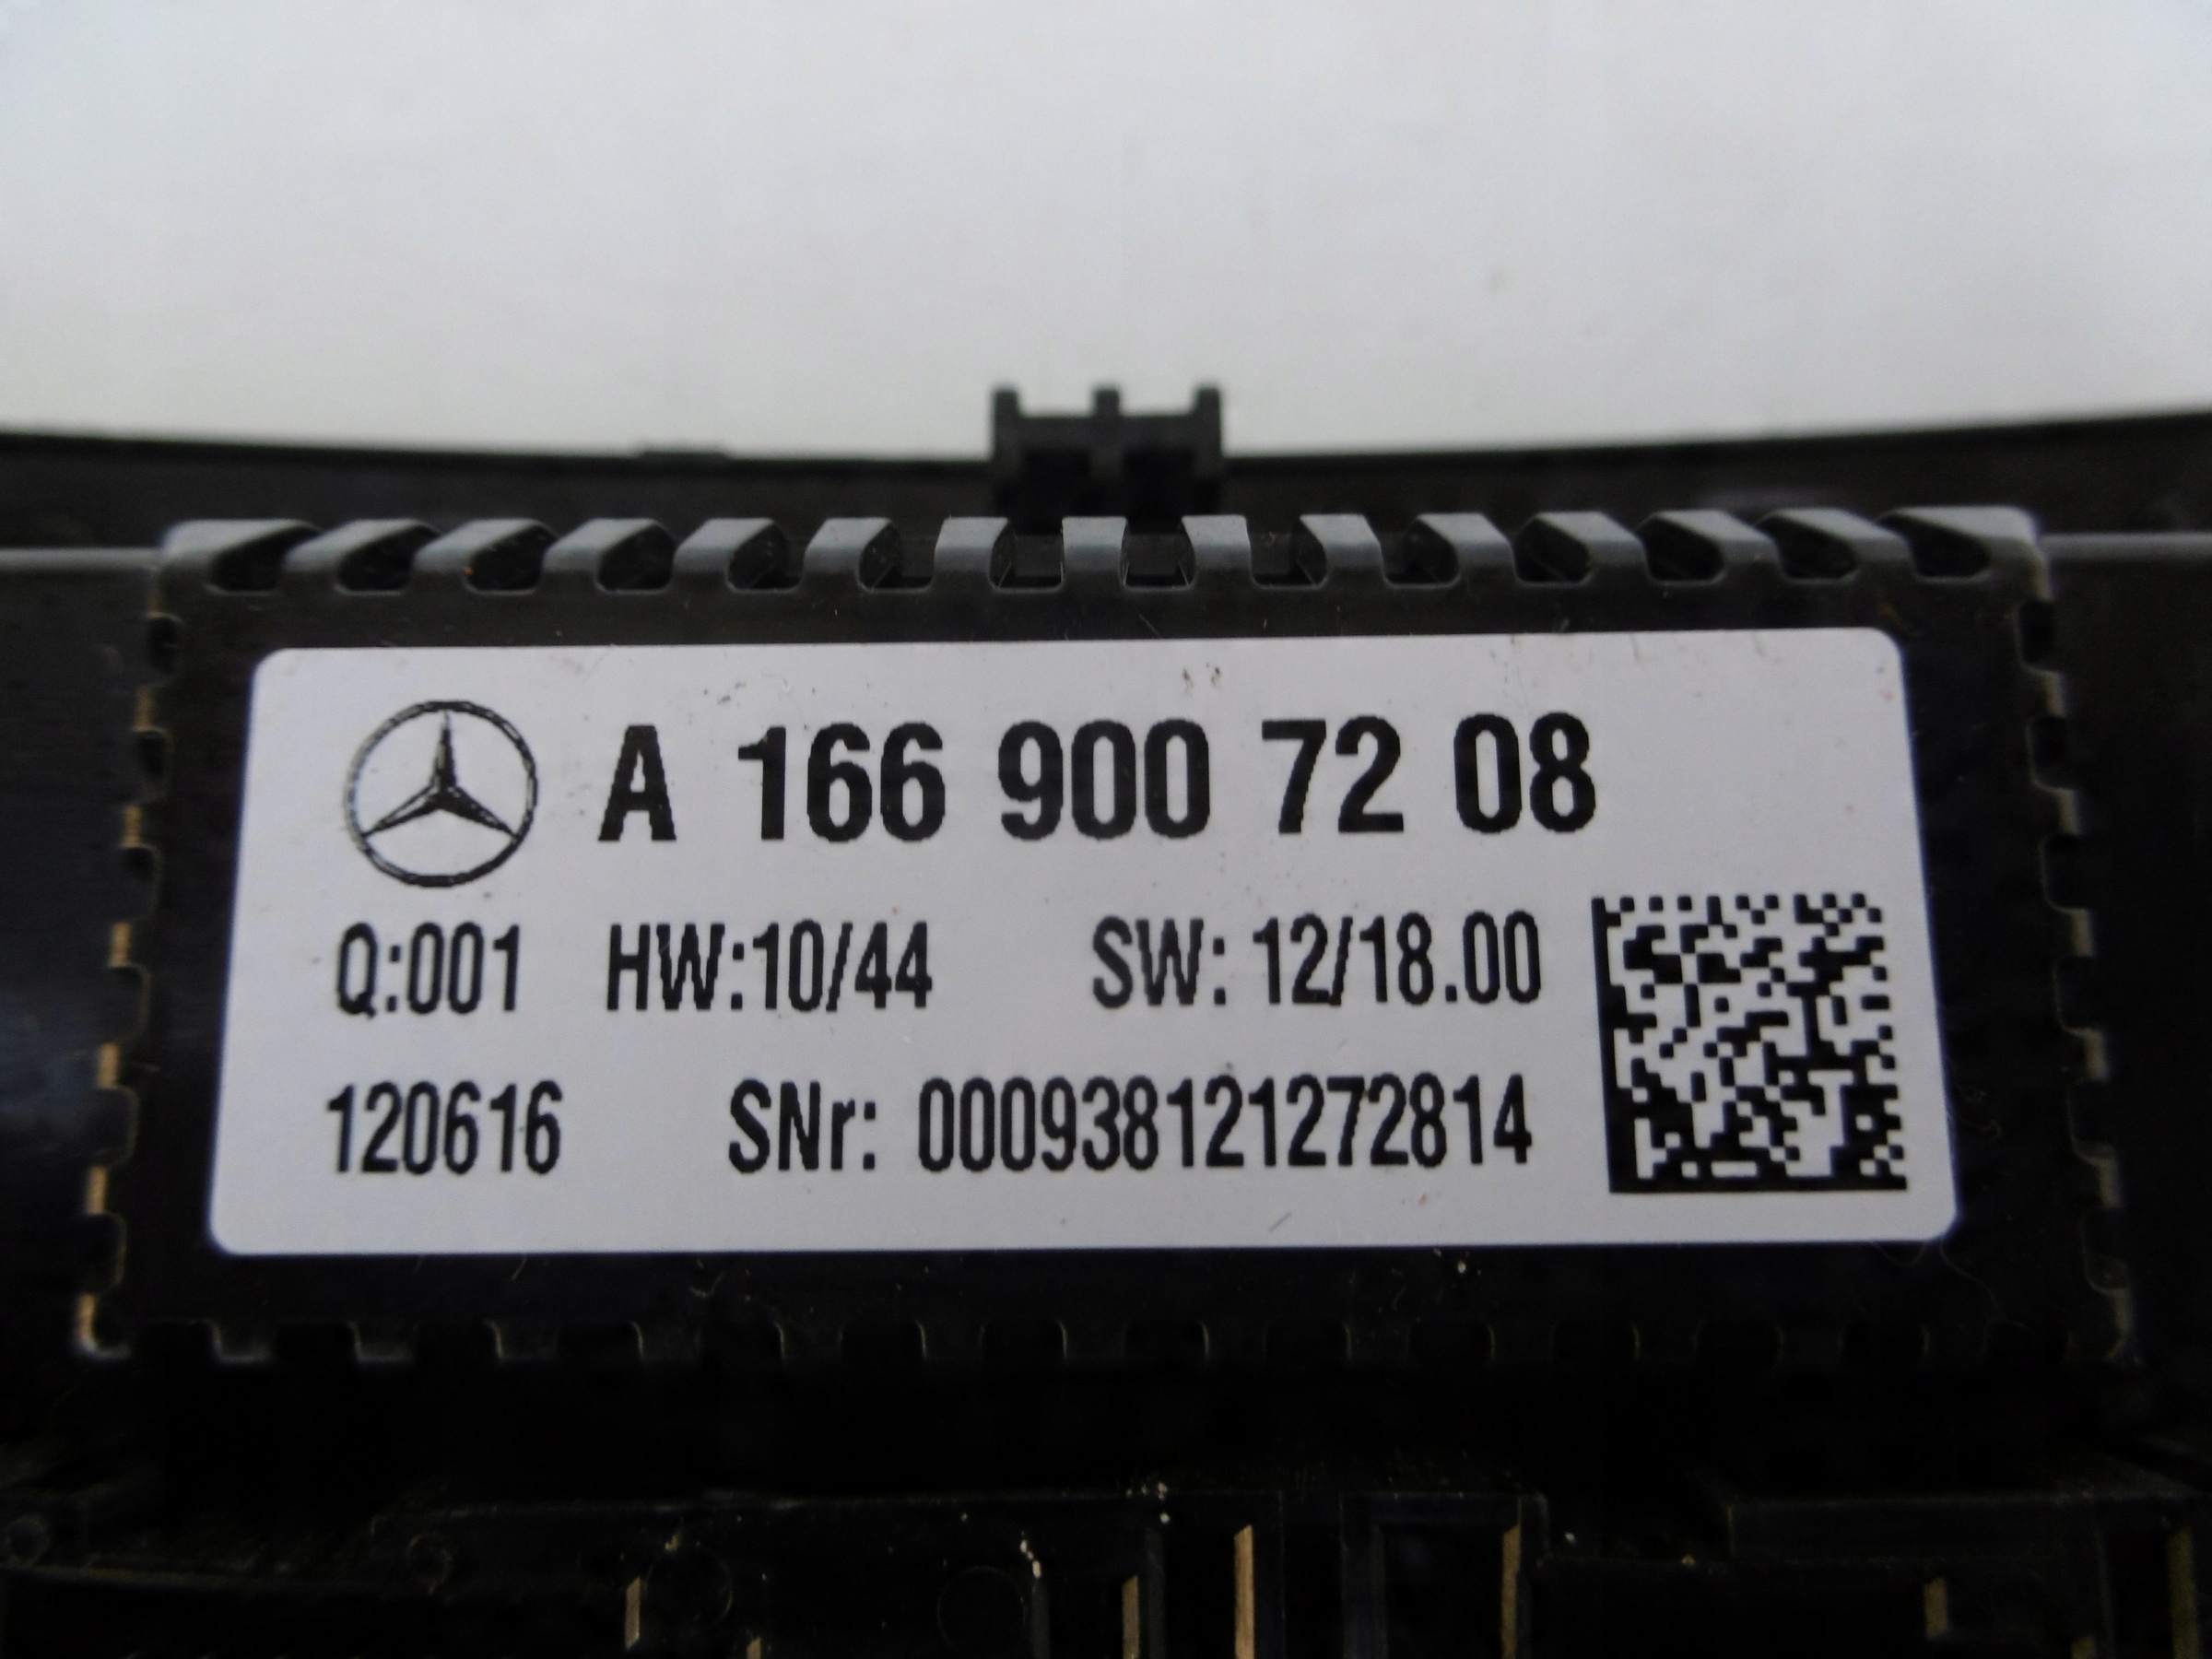 A 166 900 72 08
Q:001 HW:10/44 SW: 12/18.00
120616 SNr: 000938121272814